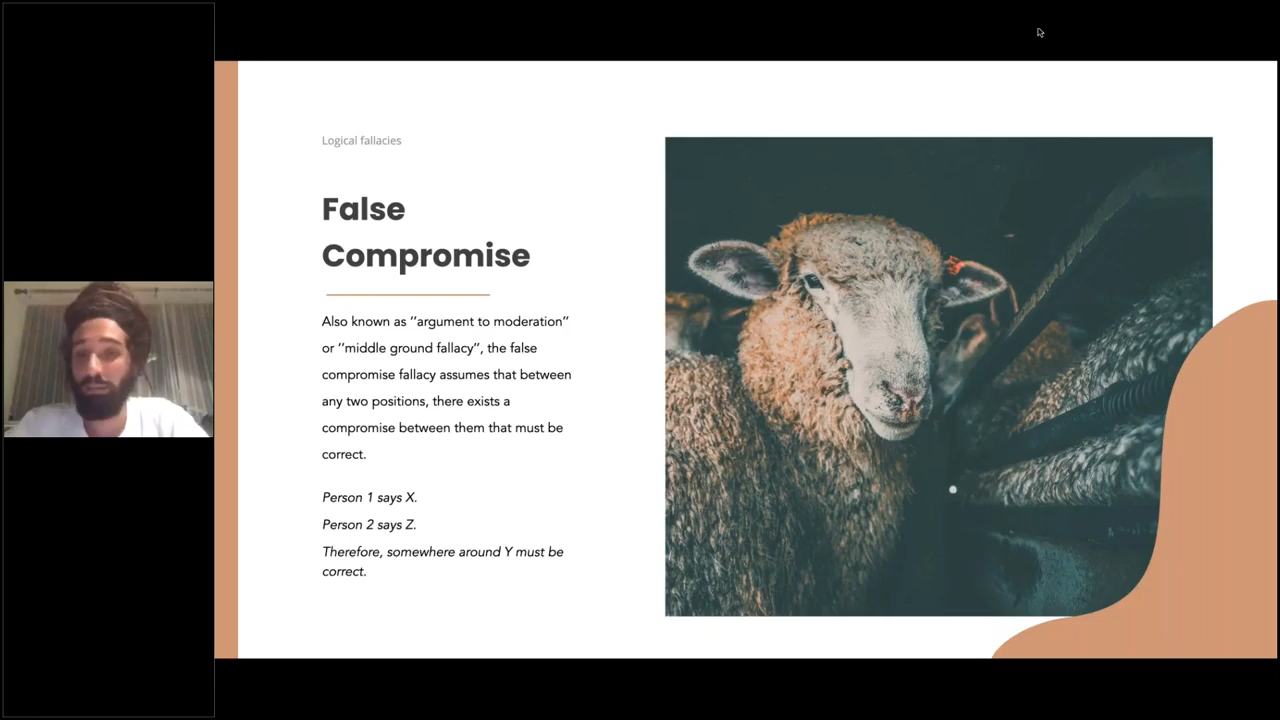 Logical fallacies
False
Compromise
Also known as “argument to moderation”
or “middle ground fallacy”, the false
compromise fallacy assumes that between
any two positions, there exists a
compromise between them that must be
correct.
Person 1 says X.
Person 2 says Z.
Therefore, somewhere around Y must be
correct.